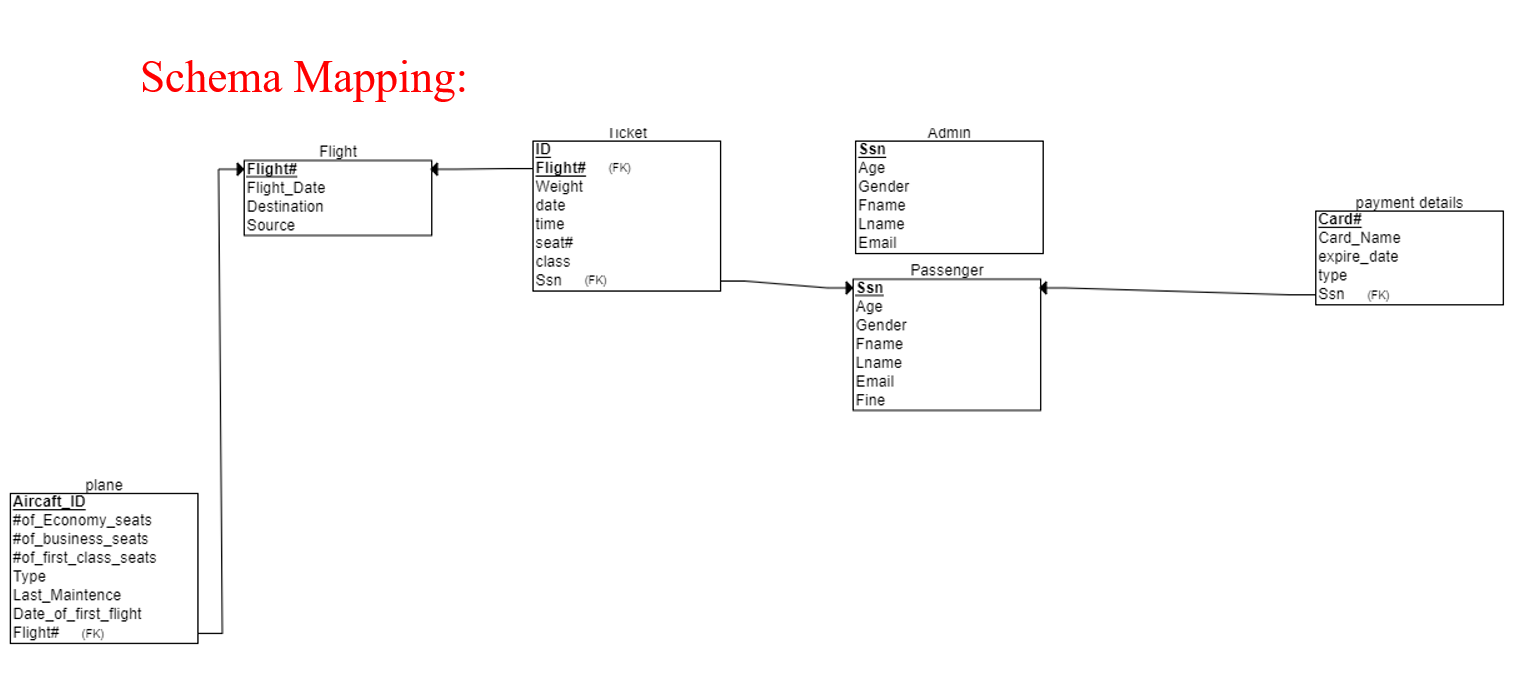 Schema Mapping:
Flight
Flight#
Flight_Date
Destination
Source
Ticket
ID
Flight# (FK)
Weight
date
time
seat#
class
Ssn (FK)
Admin
Ssn
Age
Gender
Fname
Lname
Email
Passenger
Ssn
Age
Gender
Fname
Lname
Email
Fine
payment details
Card#
Card_Name
expire_date
type
Ssn (FK)
plane
Aircaft_ID
#of_Economy_seats
#of_business_seats
#of_first_class_seats
Type
Last_Maintence
Date_of_first_flight
Flight# (FK)